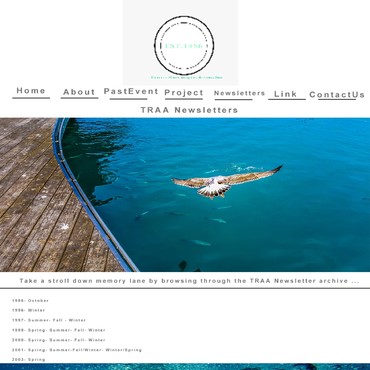 EST.1996
Home
About
PastEvent
Project
Newsletters
Link
ContactUs
TRAA Newsletters
Take a stroll down memory lane by browsing through the TRAA Newsletter archive ...
1996- Winter
1997- Summer- Fall - Winter
1998- Spring- Summer- Fall- Winter
2000- Spring- Summer- Fall- Winter
2001- Spring- Summer-Fall/Winter- Winter/Spring
2002- Spring